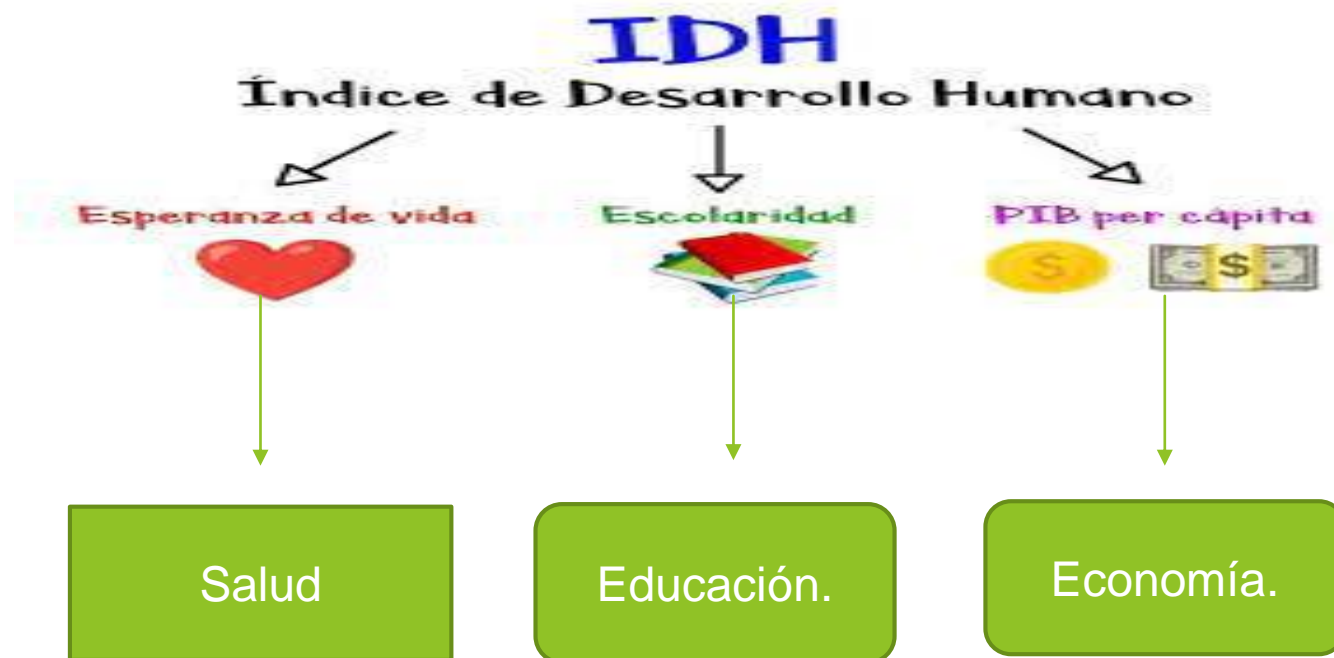 IDH
Índice de Desarrollo Humano
Esperanza de vida
Escolaridad
PIB per cápita
$
$
Salud
Educación.
Economía.